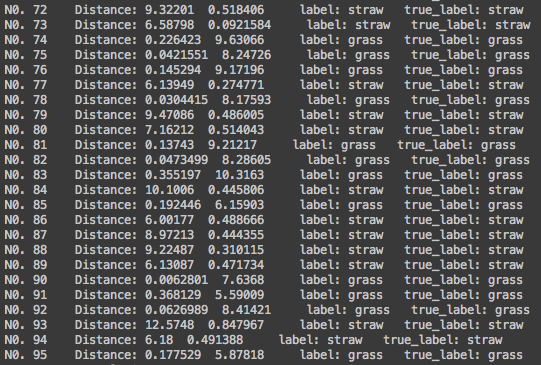 N0. 72 Distance: 9.32201 0.518406 label: straw true_label: straw
N0. 73 Distance: 6.58798 0.0921584 label: straw true_label: straw
N0. 74 Distance: 0.226423 9.63066 label: grass true_label: grass
N0. 75 Distance: 0.0421551 8.24726 label: grass true_label: grass
N0. 76 Distance: 0.145294 9.17196 label: grass true_label: grass
N0. 77 Distance: 6.13949 0.274771 label: straw true_label: straw
N0. 78 Distance: 0.0304415 8.17593 label: grass true_label: grass
N0. 79 Distance: 9.47086 0.486005 label: straw true_label: straw
N0. 80 Distance: 7.16212 0.514043 label: straw true_label: straw
N0. 81 Distance: 0.13743 9.21217 label: grass true_label: grass
N0. 82 Distance: 0.0473499 8.28605 label: grass true_label: grass
N0. 83 Distance: 0.355197 10.3163 label: grass true_label: grass
N0. 84 Distance: 10.1006 0.445806 label: straw true_label: straw
N0. 85 Distance: 0.192446 6.15903 label: grass true_label: grass
N0. 86 Distance: 6.00177 0.488666 label: straw true_label: straw
N0. 87 Distance: 8.97213 0.444355 label: straw true_label: straw
N0. 88 Distance: 9.22487 0.310115 label: straw true_label: straw
N0. 89 Distance: 6.13087 0.471734 label: straw true_label: straw
N0. 90 Distance: 0.0062801 7.6368 label: grass true_label: grass
N0. 91 Distance: 0.368129 5.59009 label: grass true_label: grass
N0. 92 Distance: 0.0626989 8.41421 label: grass true_label: grass
N0. 93 Distance: 12.5748 0.847967 label: straw true_label: straw
N0. 94 Distance: 6.18 0.491388 label: straw true_label: straw
N0. 95 Distance: 0.177529 5.87818 label: grass true_label: grass